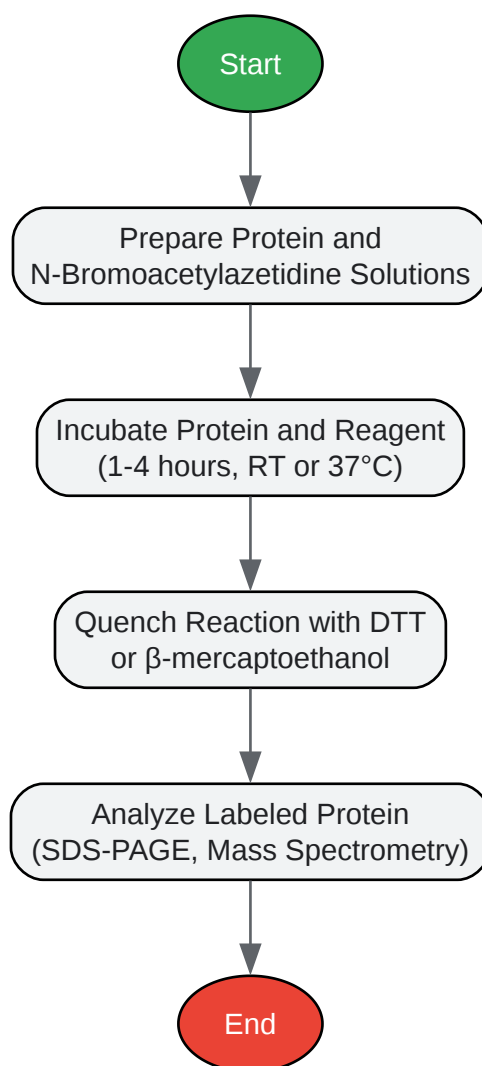 Start
Prepare Protein and
N-Bromoacetylazetidine Solutions
Incubate Protein and Reagent
(1-4 hours, RT or 37°C)
Quench Reaction with DTT
or β-mercaptoethanol
Analyze Labeled Protein
(SDS-PAGE, Mass Spectrometry)
End